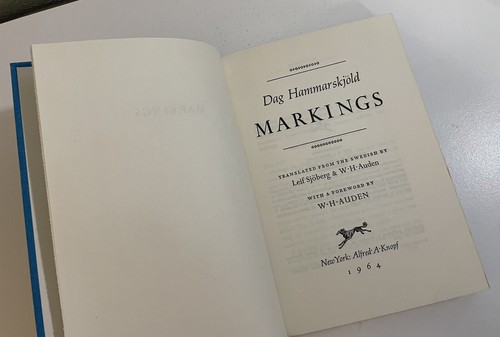 Dag Hammarskjöld
MARKINGS
TRANSLATED FROM THE SWEDISH BY
Leif Sjöberg & W·H·Auden
WITH A FOREWORD BY
W·H·AUDEN
New York: Alfred·A·Knopf
1964